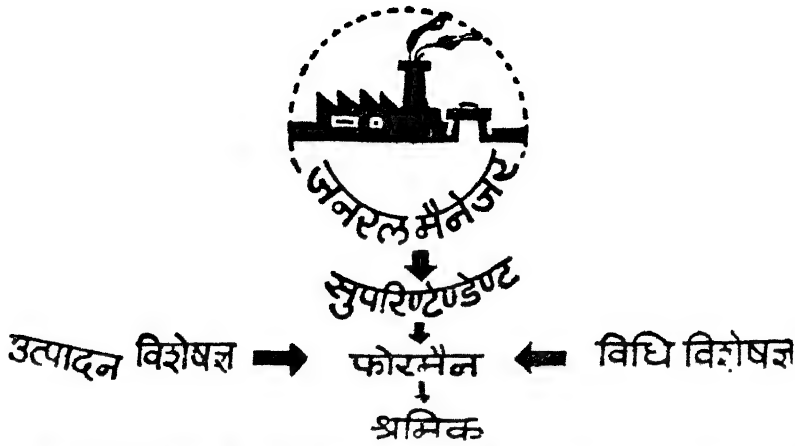 जनरल मैनेजर
सुपरिण्टेण्डेण्ट
उत्पादन विशेषज्ञ फोरमैन विधि विशेषज्ञ
श्रमिक